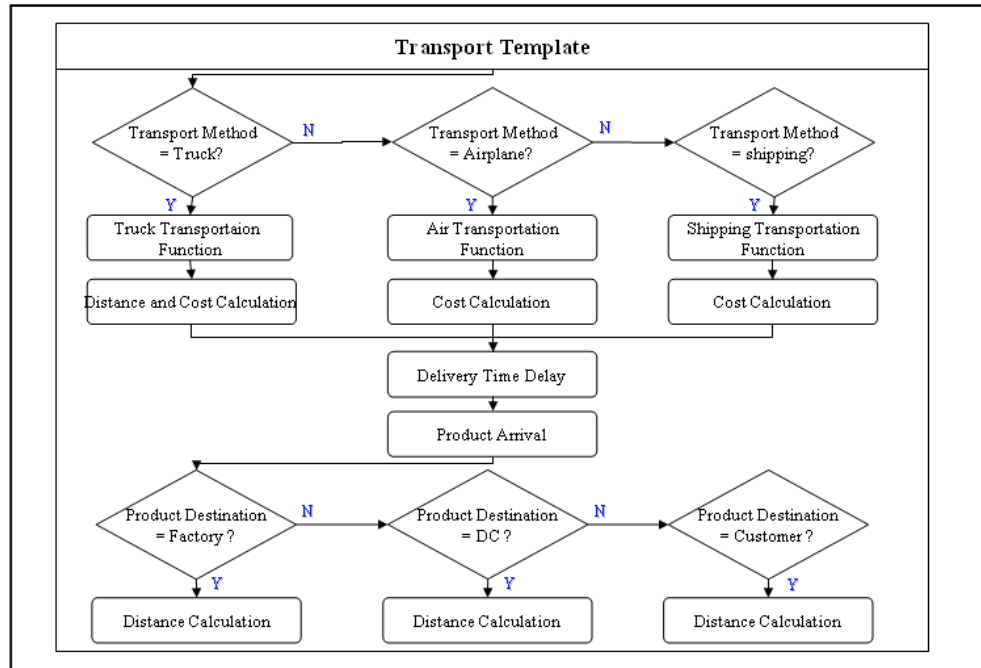 Transport Template
Transport Method
= Truck?
N
Transport Method
= Airplane?
N
Transport Method
= shipping?
Y
Y
Y
Truck Transportaion
Function
Air Transportation
Function
Shipping Transportation
Function
Distance and Cost Calculation
Cost Calculation
Cost Calculation
Delivery Time Delay
Product Arrival
Product Destination
= Factory ?
N
Product Destination
= DC ?
N
Product Destination
= Customer ?
Y
Y
Y
Distance Calculation
Distance Calculation
Distance Calculation